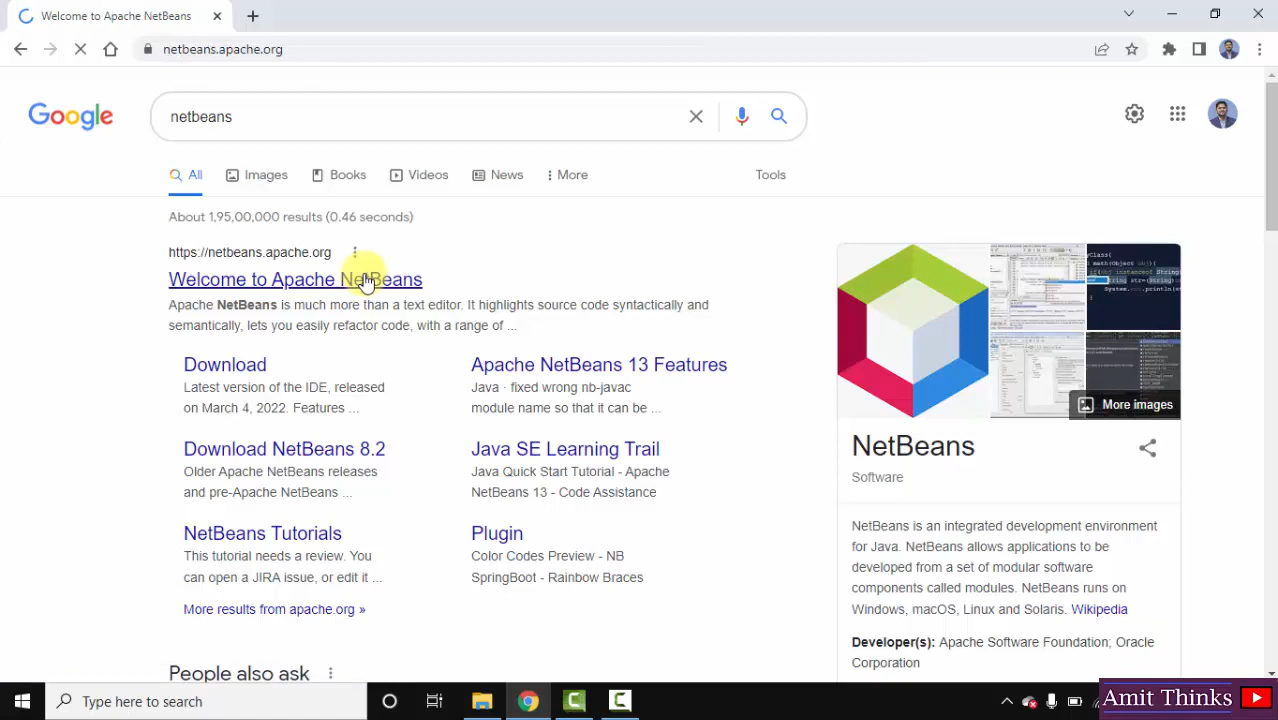 Welcome to Apache NetBeans
netbeans.apache.org
Google
netbeans
All
Images
Books
Videos
News
More
Tools
About 1,95,00,000 results (0.46 seconds)
https://netbeans.apache.org
Welcome to Apache NetBeans
Apache NetBeans is much more than a text editor. It highlights source code syntactically and
semantically, lets you easily refactor code, with a range of ...
Download
Latest version of the IDE, released
on March 4, 2022. Features ...
Apache NetBeans 13 Features
Java · fixed wrong nb-javac
module name so that it can be ...
Download NetBeans 8.2
Older Apache NetBeans releases
and pre-Apache NetBeans ...
Java SE Learning Trail
Java Quick Start Tutorial - Apache
NetBeans 13 - Code Assistance
NetBeans Tutorials
This tutorial needs a review. You
can open a JIRA issue, or edit it ...
Plugin
Color Codes Preview - NB
SpringBoot - Rainbow Braces
More results from apache.org »
People also ask
More images
NetBeans
Software
NetBeans is an integrated development environment
for Java. NetBeans allows applications to be
developed from a set of modular software
components called modules. NetBeans runs on
Windows, macOS, Linux and Solaris. Wikipedia
Developer(s): Apache Software Foundation; Oracle
Corporation
Type here to search
Amit Thinks